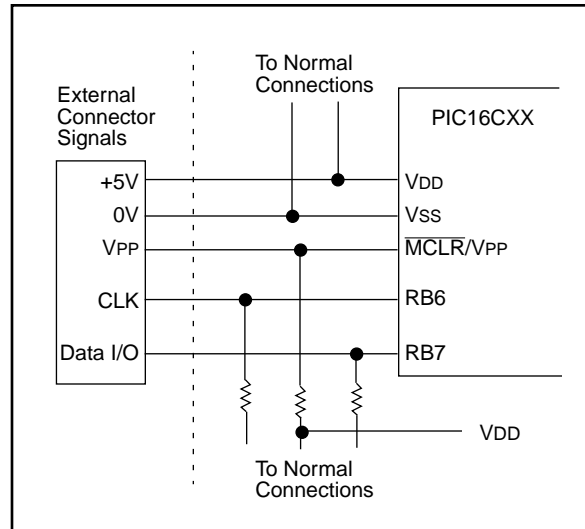 To Normal
Connections
External
Connector
Signals
PIC16CXX
+5V
VDD
0V
VSS
VPP
MCLR/VPP
CLK
RB6
Data I/O
RB7
VDD
To Normal
Connections